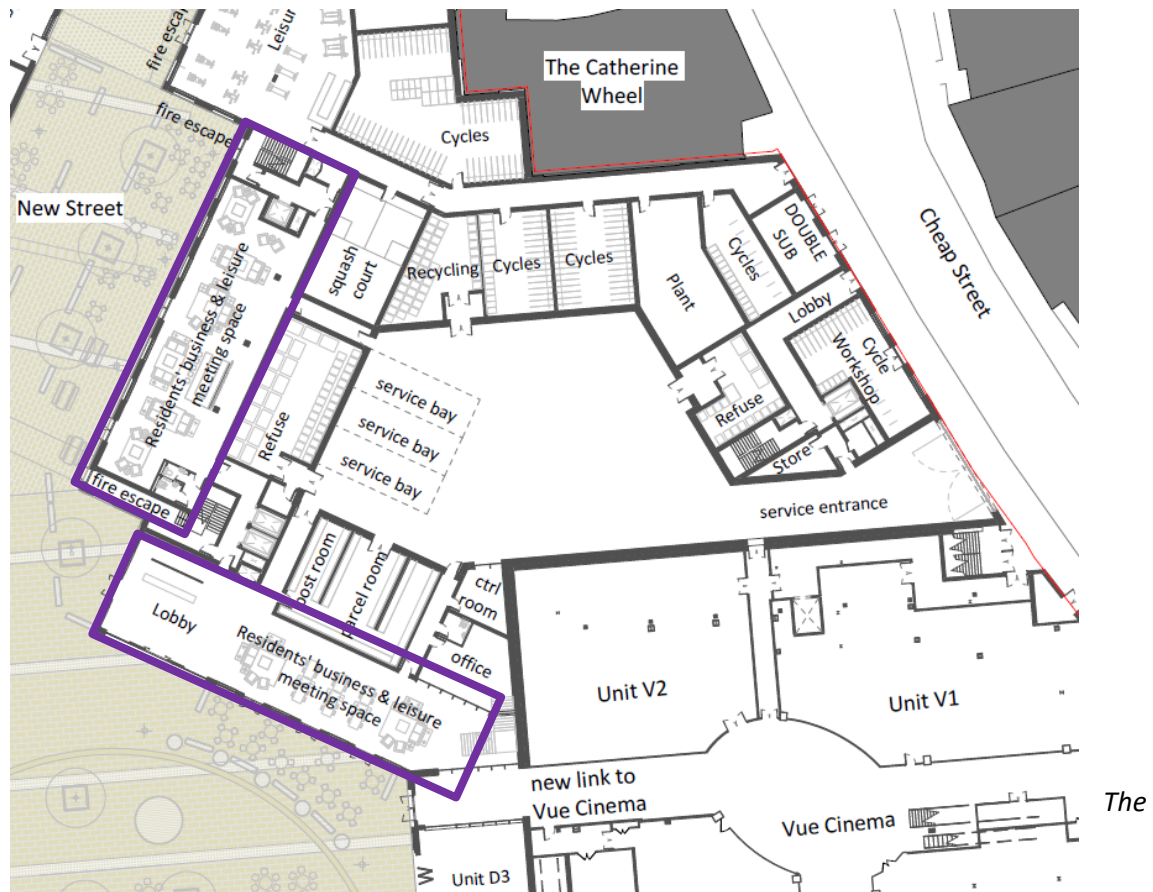 fire escape
Leisure
The Catherine
Wheel
Cycles
fire escape
New Street
Residents' business & leisure
meeting space
squash
court
Recycling
Cycles
Cycles
Plant
Cycles
DOUBLE
SUB
Cheap Street
Lobby
Cycle
Workshop
Refuse
service bay
service bay
service bay
Refuse
Store
service entrance
fire escape
post room
parcel room
ctrl
room
office
Lobby
Residents' business & leisure
meeting space
Unit V2
Unit V1
new link to
Vue Cinema
Vue Cinema
Unit D3
The